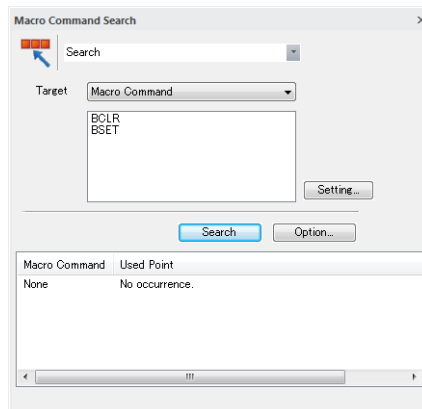 Macro Command Search
Search
Target Macro Command
BCLR
BSET
Setting...
Search Option...
Macro Command Used Point
None No occurrence.